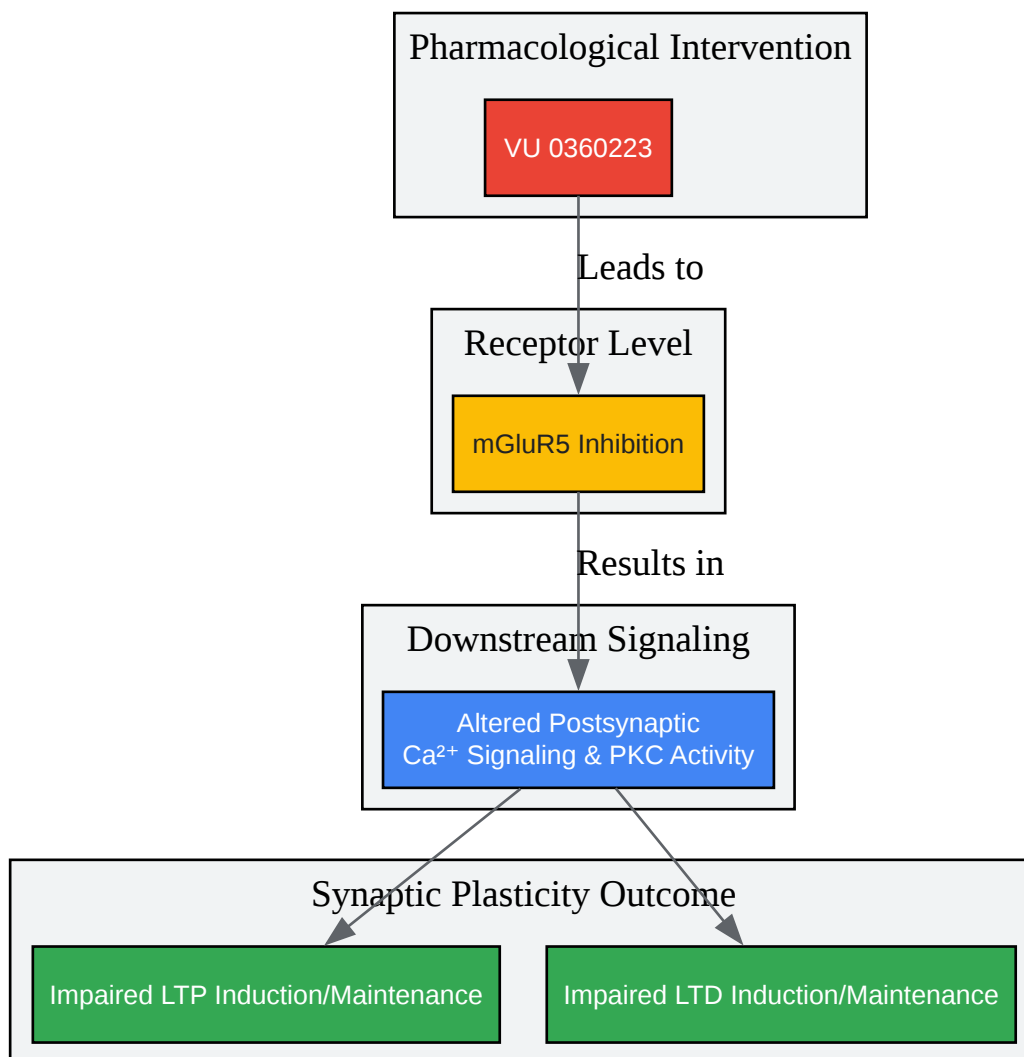 Pharmacological Intervention
VU 0360223
Leads to
Receptor Level
mGluR5 Inhibition
Results in
Downstream Signaling
Altered Postsynaptic
Ca²⁺ Signaling & PKC Activity
Synaptic Plasticity Outcome
Impaired LTP Induction/Maintenance
Impaired LTD Induction/Maintenance